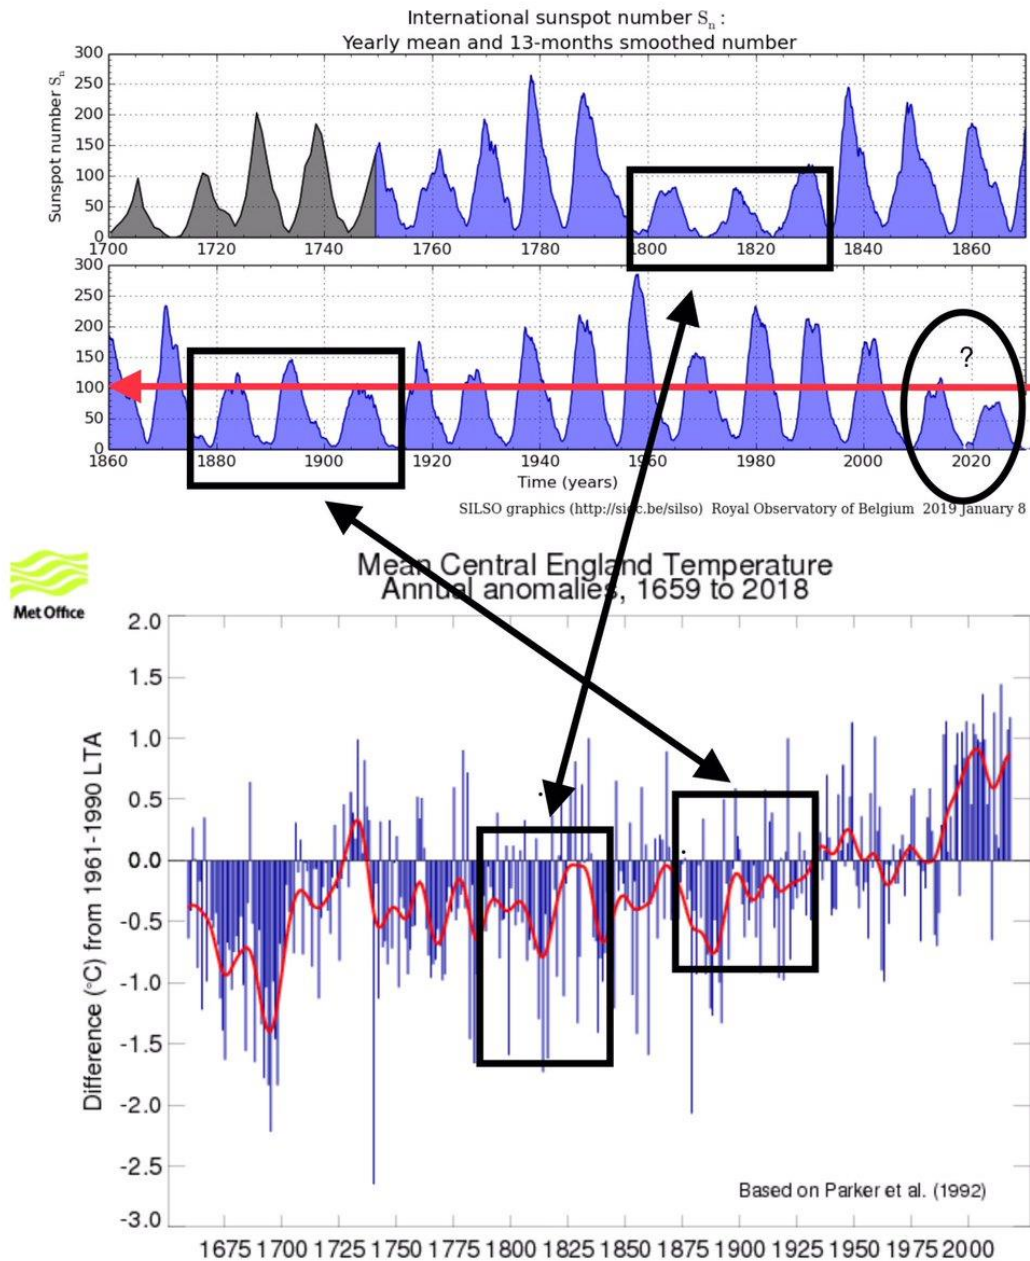 International sunspot number Sₙ :
Yearly mean and 13-months smoothed number
Sunspot number Sₙ
300
250
200
150
100
50
0
1700 1720 1740 1760 1780 1800 1820 1840 1860
300
250
200
150
100
50
0
?
1860 1880 1900 1920 1940 1960 1980 2000 2020
Time (years)
SILSO graphics (http://sidc.be/silso) Royal Observatory of Belgium 2019 January 8
Met Office
Mean Central England Temperature
Annual anomalies, 1659 to 2018
Difference (°C) from 1961-1990 LTA
2.0
1.5
1.0
0.5
0.0
-0.5
-1.0
-1.5
-2.0
-2.5
-3.0
Based on Parker et al. (1992)
1675 1700 1725 1750 1775 1800 1825 1850 1875 1900 1925 1950 1975 2000